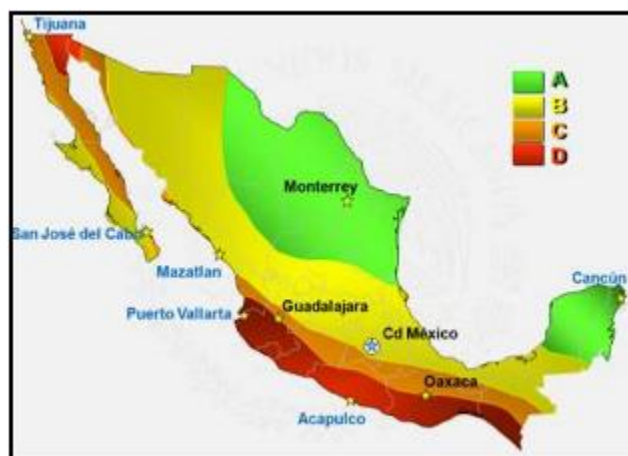 Tijuana
A
B
C
D
Monterrey
San José del Cabo
Mazatlan
Cancún
Puerto Vallarta
Guadalajara
Cd México
Oaxaca
Acapulco